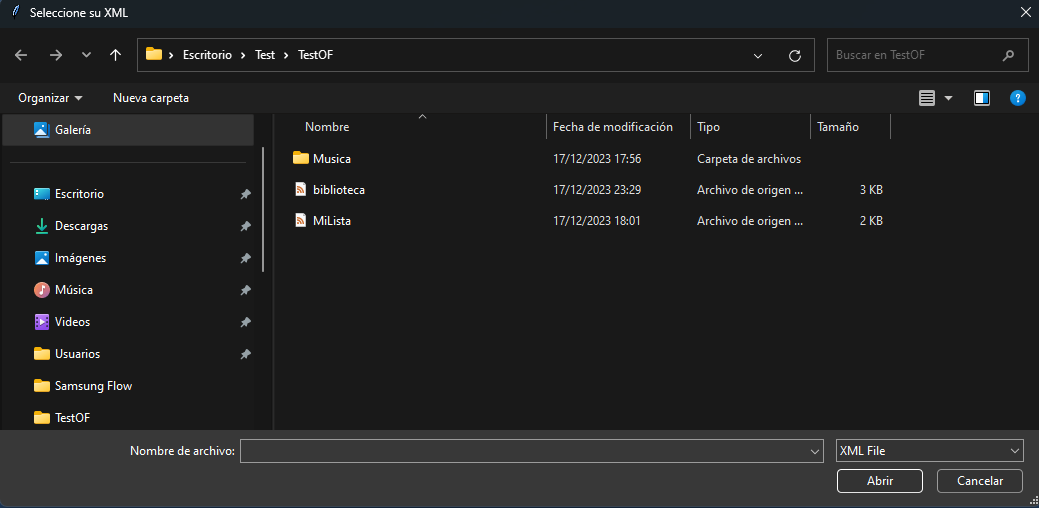 Seleccione su XML
Escritorio Test TestOF
Buscar en TestOF
Organizar
Nueva carpeta
Galería
Escritorio
Descargas
Imágenes
Música
Videos
Usuarios
Samsung Flow
TestOF
Nombre Fecha de modificación Tipo Tamaño
Musica 17/12/2023 17:56 Carpeta de archivos
biblioteca 17/12/2023 23:29 Archivo de origen ... 3 KB
MiLista 17/12/2023 18:01 Archivo de origen ... 2 KB
Nombre de archivo:
XML File
Abrir
Cancelar